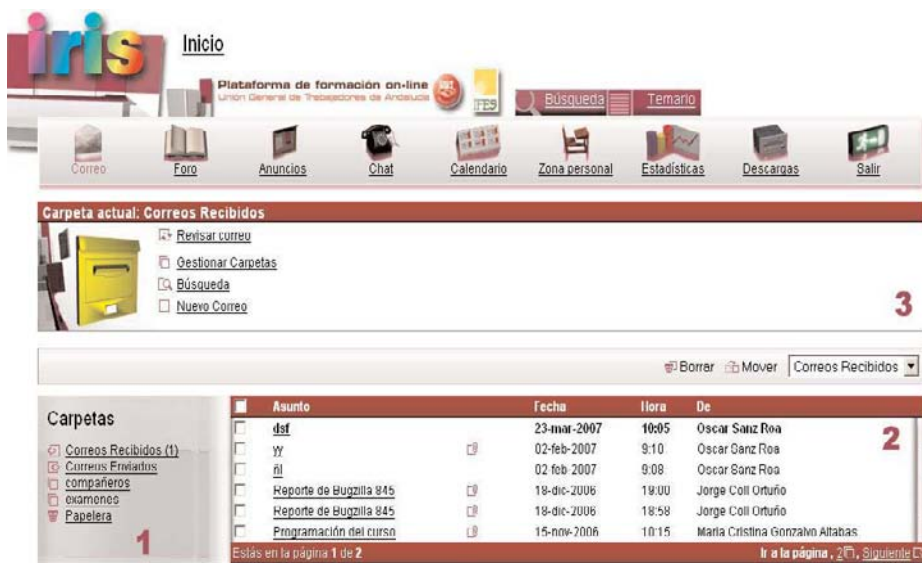 iris
Inicio
Plataforma de formación on-line
Unión General de Trabajadores de Andalucía
UGT
IFES
Búsqueda
Temario
Correo
Foro
Anuncios
Chat
Calendario
Zona personal
Estadísticas
Descargas
Salir
Carpeta actual: Correos Recibidos
Revisar correo
Gestionar Carpetas
Búsqueda
Nuevo Correo
3
Borrar Mover Correos Recibidos
Carpetas
Correos Recibidos (1)
Correos Enviados
compañeros
examenes
Papelera
1
Asunto Fecha Hora De
dsf 23-mar-2007 10:05 Oscar Sanz Roa
yy 02-feb-2007 9:10 Oscar Sanz Roa
ñl 02-feb-2007 9:08 Oscar Sanz Roa
Reporte de Bugzilla 845 18-dic-2006 19:00 Jorge Coll Ortuño
Reporte de Bugzilla 845 18-dic-2006 18:58 Jorge Coll Ortuño
Programación del curso 15-nov-2006 10:15 Maria Cristina Gonzalvo Altabas
2
Estás en la página 1 de 2 Ir a la página , 2 , Siguiente